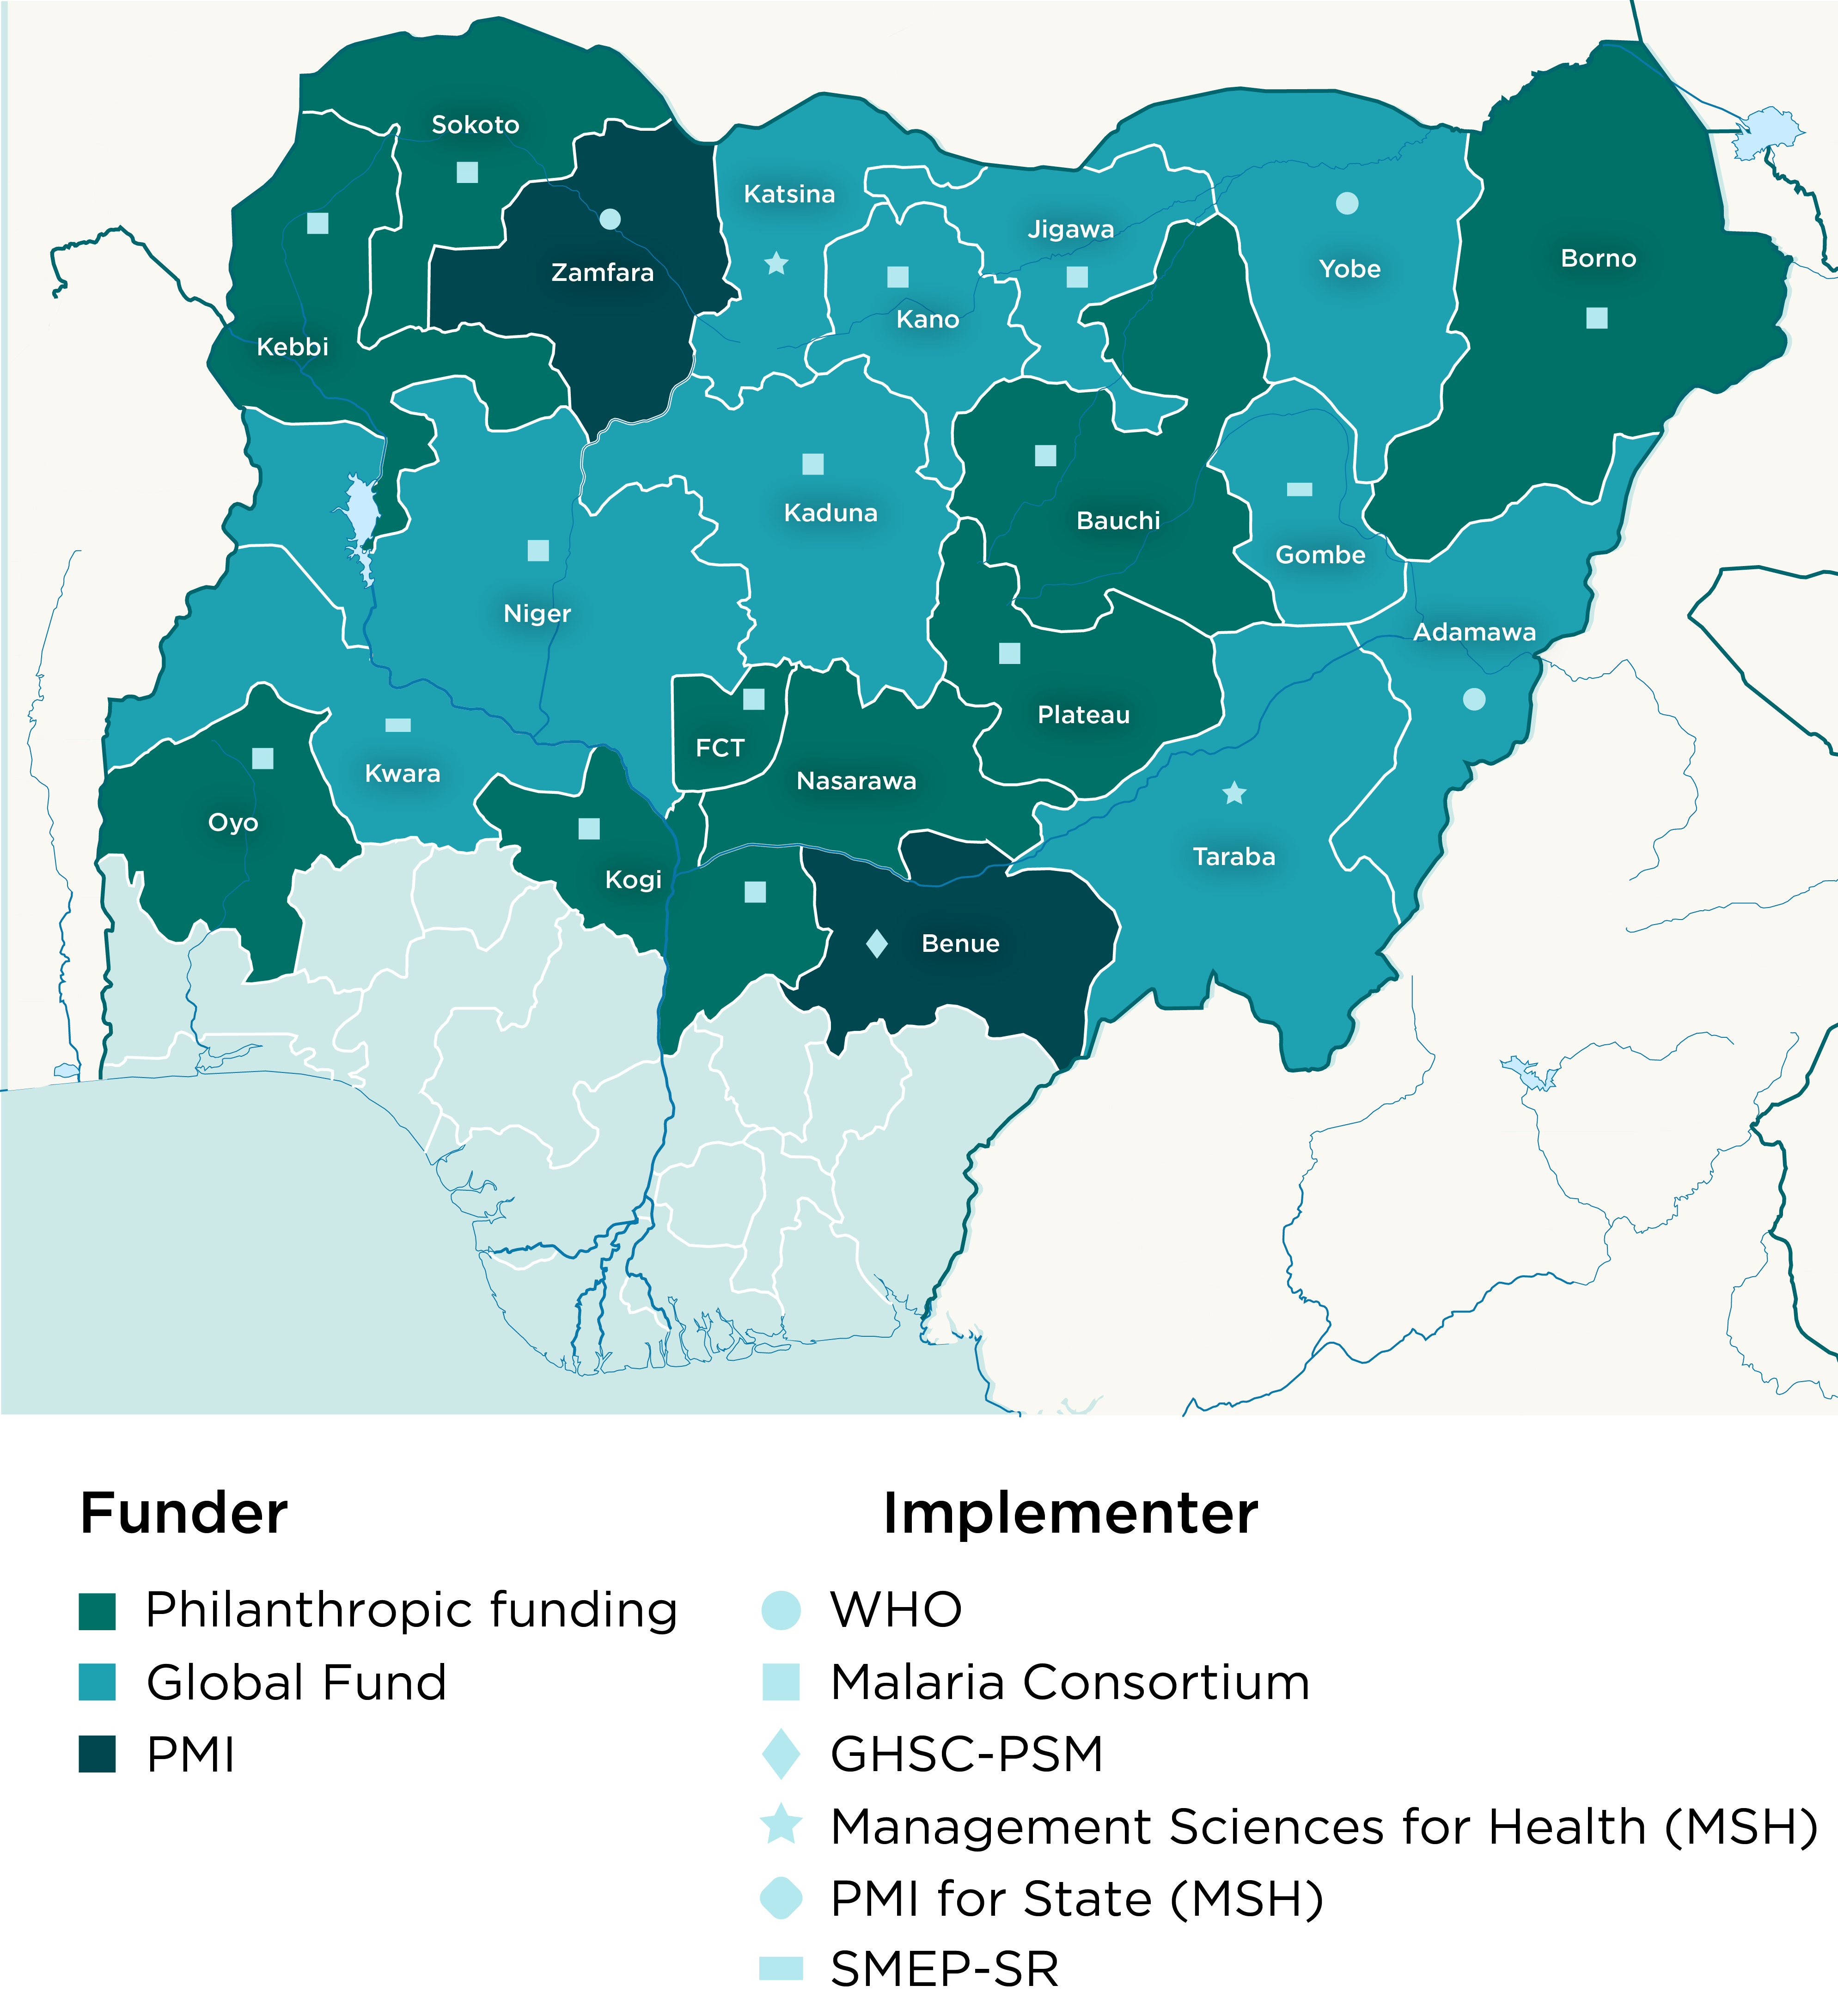 Sokoto
Katsina
Jigawa
Zamfara
Yobe
Borno
Kano
Kebbi
Kaduna
Bauchi
Gombe
Niger
Adamawa
Plateau
FCT
Kwara
Nasarawa
Oyo
Taraba
Kogi
Benue
Funder
Philanthropic funding
Global Fund
PMI
Implementer
WHO
Malaria Consortium
GHSC-PSM
Management Sciences for Health (MSH)
PMI for State (MSH)
SMEP-SR